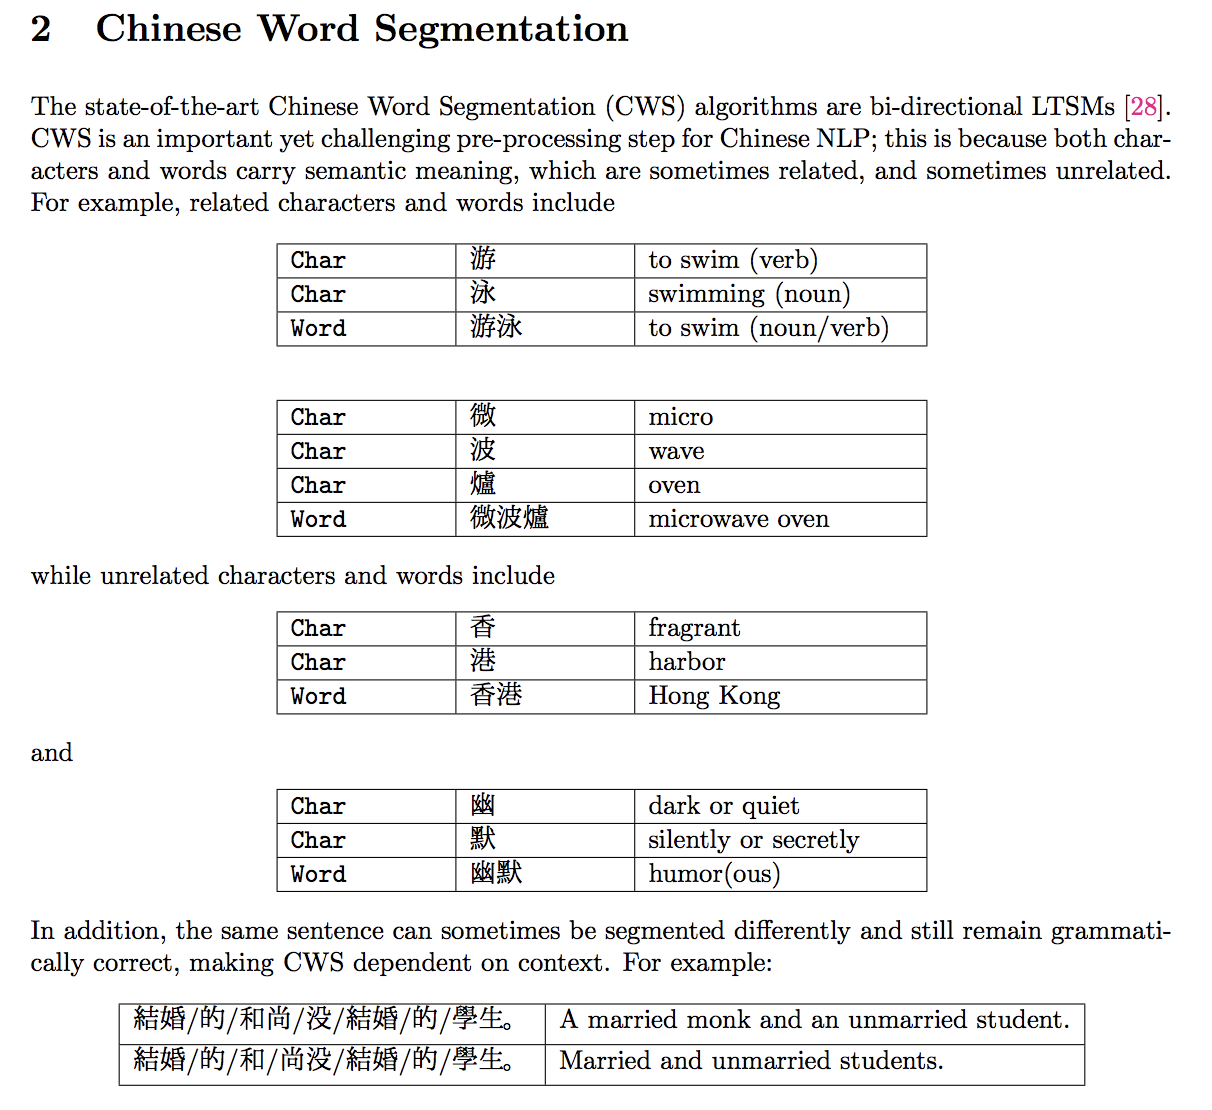 2 Chinese Word Segmentation
The state-of-the-art Chinese Word Segmentation (CWS) algorithms are bi-directional LTSMs [28].
CWS is an important yet challenging pre-processing step for Chinese NLP; this is because both char-
acters and words carry semantic meaning, which are sometimes related, and sometimes unrelated.
For example, related characters and words include
Char 游 to swim (verb)
Char 泳 swimming (noun)
Word 游泳 to swim (noun/verb)
Char 微 micro
Char 波 wave
Char 爐 oven
Word 微波爐 microwave oven
while unrelated characters and words include
Char 香 fragrant
Char 港 harbor
Word 香港 Hong Kong
and
Char 幽 dark or quiet
Char 默 silently or secretly
Word 幽默 humor(ous)
In addition, the same sentence can sometimes be segmented differently and still remain grammati-
cally correct, making CWS dependent on context. For example:
結婚/的/和尚/没/結婚/的/學生。 A married monk and an unmarried student.
結婚/的/和/尚没/結婚/的/學生。 Married and unmarried students.